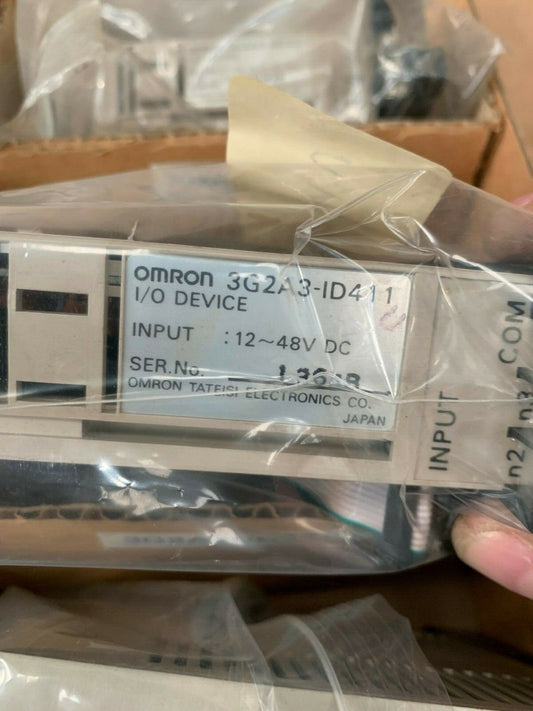 omron 3G2A3-ID411
I/O DEVICE
INPUT : 12~48V DC
SER.No.
OMRON TATEISI ELECTRONICS CO.
JAPAN
INPUT
COM